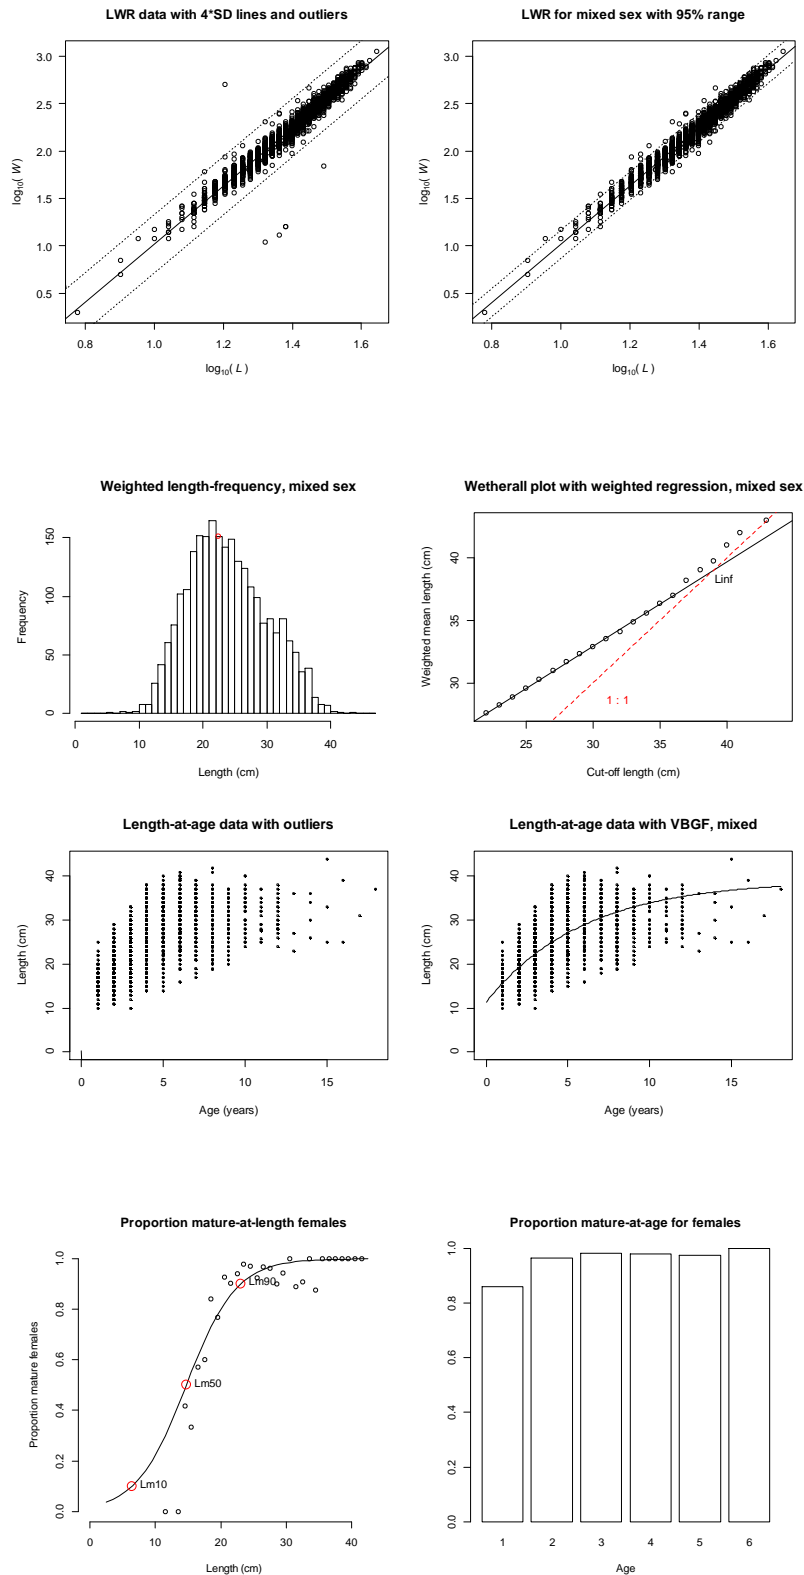 LWR data with 4*SD lines and outliers
log10( W )
3.0
2.5
2.0
1.5
1.0
0.5
0.8 1.0 1.2 1.4 1.6
log10( L )
LWR for mixed sex with 95% range
log10( W )
3.0
2.5
2.0
1.5
1.0
0.5
0.8 1.0 1.2 1.4 1.6
log10( L )
Weighted length-frequency, mixed sex
Frequency
150
100
50
0
0 10 20 30 40
Length (cm)
Wetherall plot with weighted regression, mixed sex
Weighted mean length (cm)
40
35
30
Linf
1 : 1
25 30 35 40
Cut-off length (cm)
Length-at-age data with outliers
Length (cm)
40
30
20
10
0
0 5 10 15
Age (years)
Length-at-age data with VBGF, mixed
Length (cm)
40
30
20
10
0
0 5 10 15
Age (years)
Proportion mature-at-length females
Proportion mature females
1.0
0.8
0.6
0.4
0.2
0.0
Lm90
Lm50
Lm10
0 10 20 30 40
Length (cm)
Proportion mature-at-age for females
1.0
0.8
0.6
0.4
0.2
0.0
1 2 3 4 5 6
Age